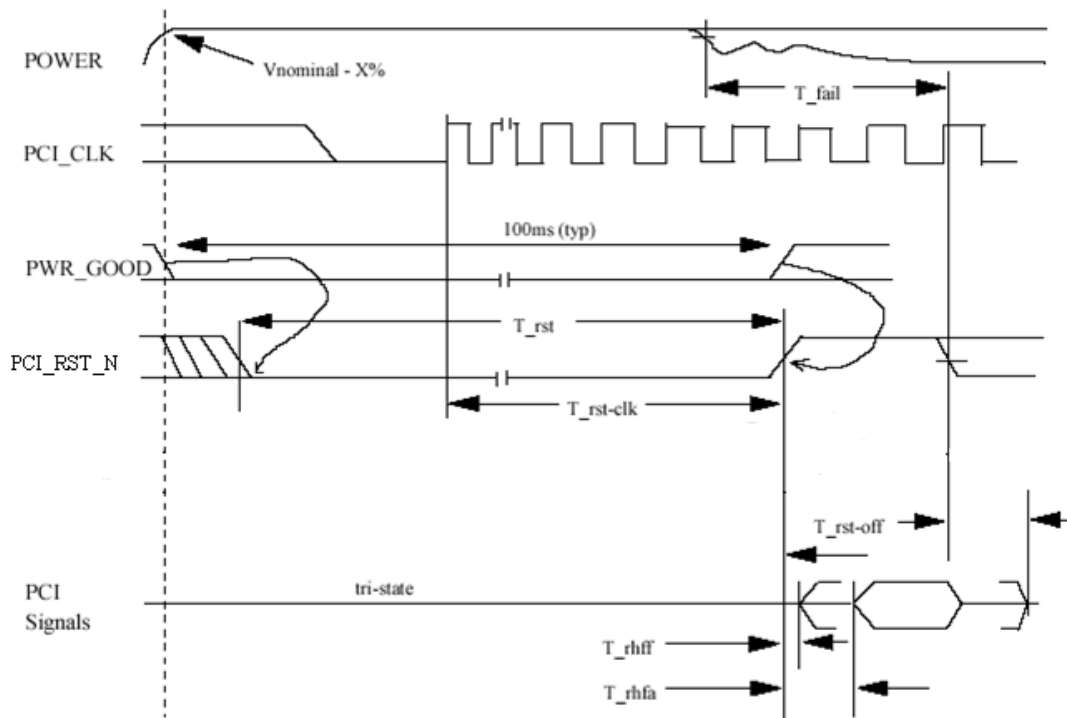 POWER
Vnominal - X%
T_fail
PCI_CLK
100ms (typ)
PWR_GOOD
T_rst
PCI_RST_N
T_rst-clk
T_rst-off
PCI
Signals
tri-state
T_rhff
T_rhfa